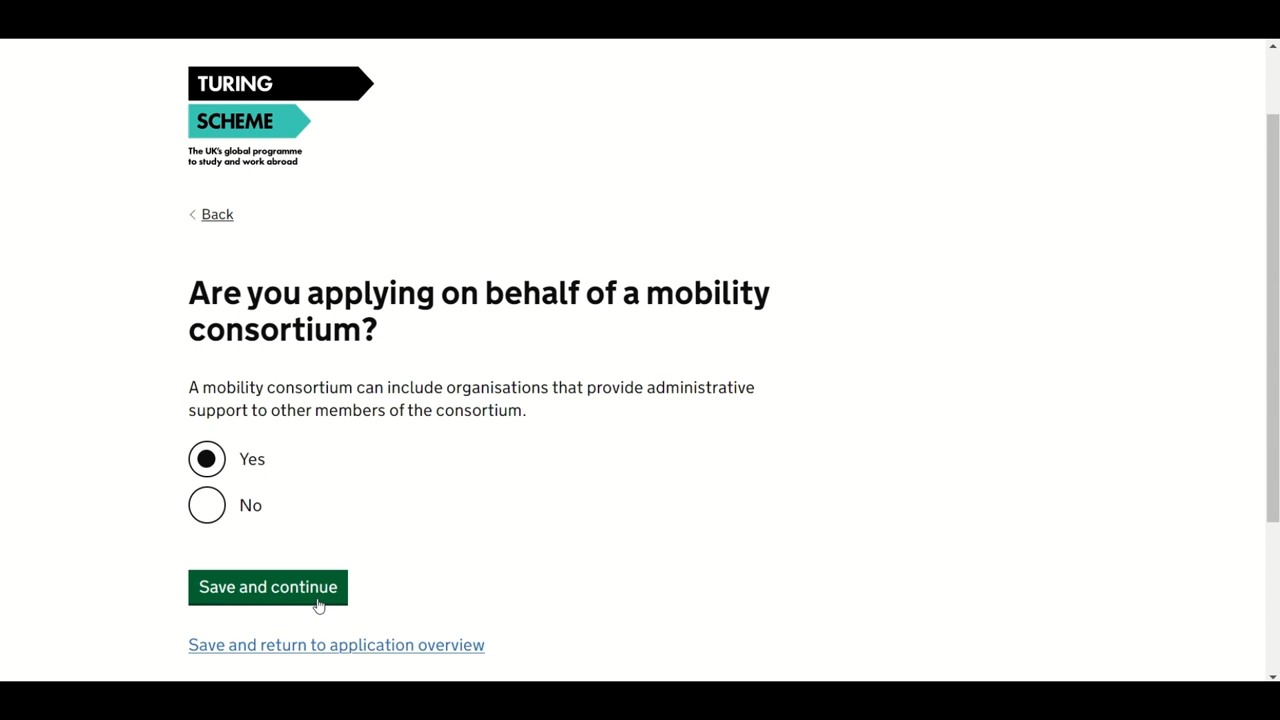 TURING
SCHEME
The UK's global programme
to study and work abroad
Back
Are you applying on behalf of a mobility
consortium?
A mobility consortium can include organisations that provide administrative
support to other members of the consortium.
Yes
No
Save and continue
Save and return to application overview